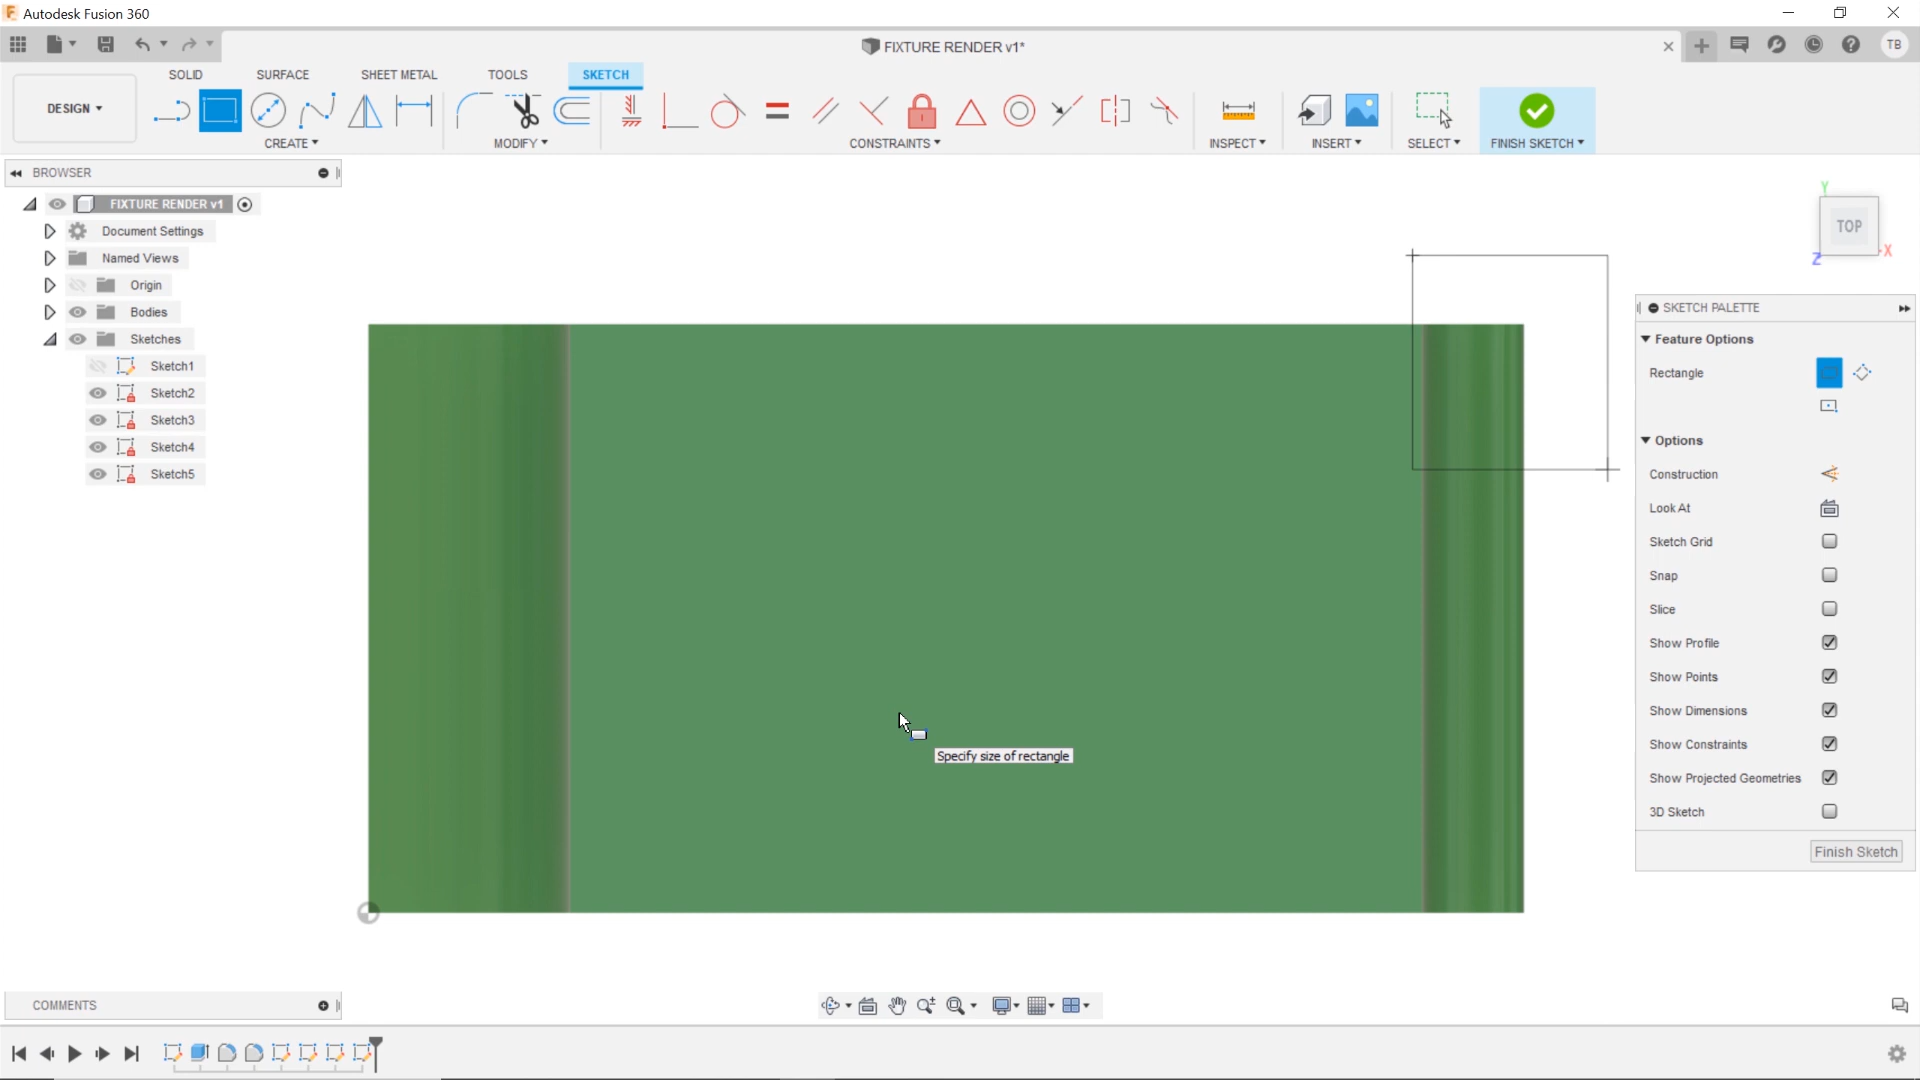 Autodesk Fusion 360
FIXTURE RENDER v1*
TB
SOLID
SURFACE
SHEET METAL
TOOLS
SKETCH
DESIGN
CREATE
MODIFY
CONSTRAINTS
INSPECT
INSERT
SELECT
FINISH SKETCH
BROWSER
FIXTURE RENDER v1
Document Settings
Named Views
Origin
Bodies
Sketches
Sketch1
Sketch2
Sketch3
Sketch4
Sketch5
Y
TOP
X
Z
SKETCH PALETTE
Feature Options
Rectangle
Options
Construction
Look At
Sketch Grid
Snap
Slice
Show Profile
Show Points
Show Dimensions
Show Constraints
Show Projected Geometries
3D Sketch
Finish Sketch
Specify size of rectangle
COMMENTS